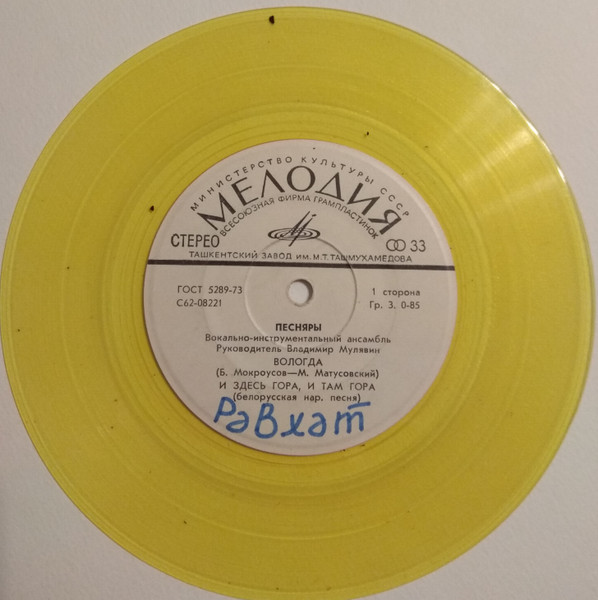 МИНИСТЕРСТВО КУЛЬТУРЫ СССР
МЕЛОДИЯ
ВСЕСОЮЗНАЯ ФИРМА ГРАМПЛАСТИНОК
СТЕРЕО 33
ТАШКЕНТСКИЙ ЗАВОД ИМ. М.Т. ТАШМУХАМЕДОВА
ГОСТ 5289-73 1 сторона
С62-08221 Гр. 3. 0-85
ПЕСНЯРЫ
Вокально-инструментальный ансамбль
Руководитель Владимир Мулявин
ВОЛОГДА
(Б. Мокроусов—М. Матусовский)
И ЗДЕСЬ ГОРА, И ТАМ ГОРА
(белорусская нар. песня)
Рәвхат